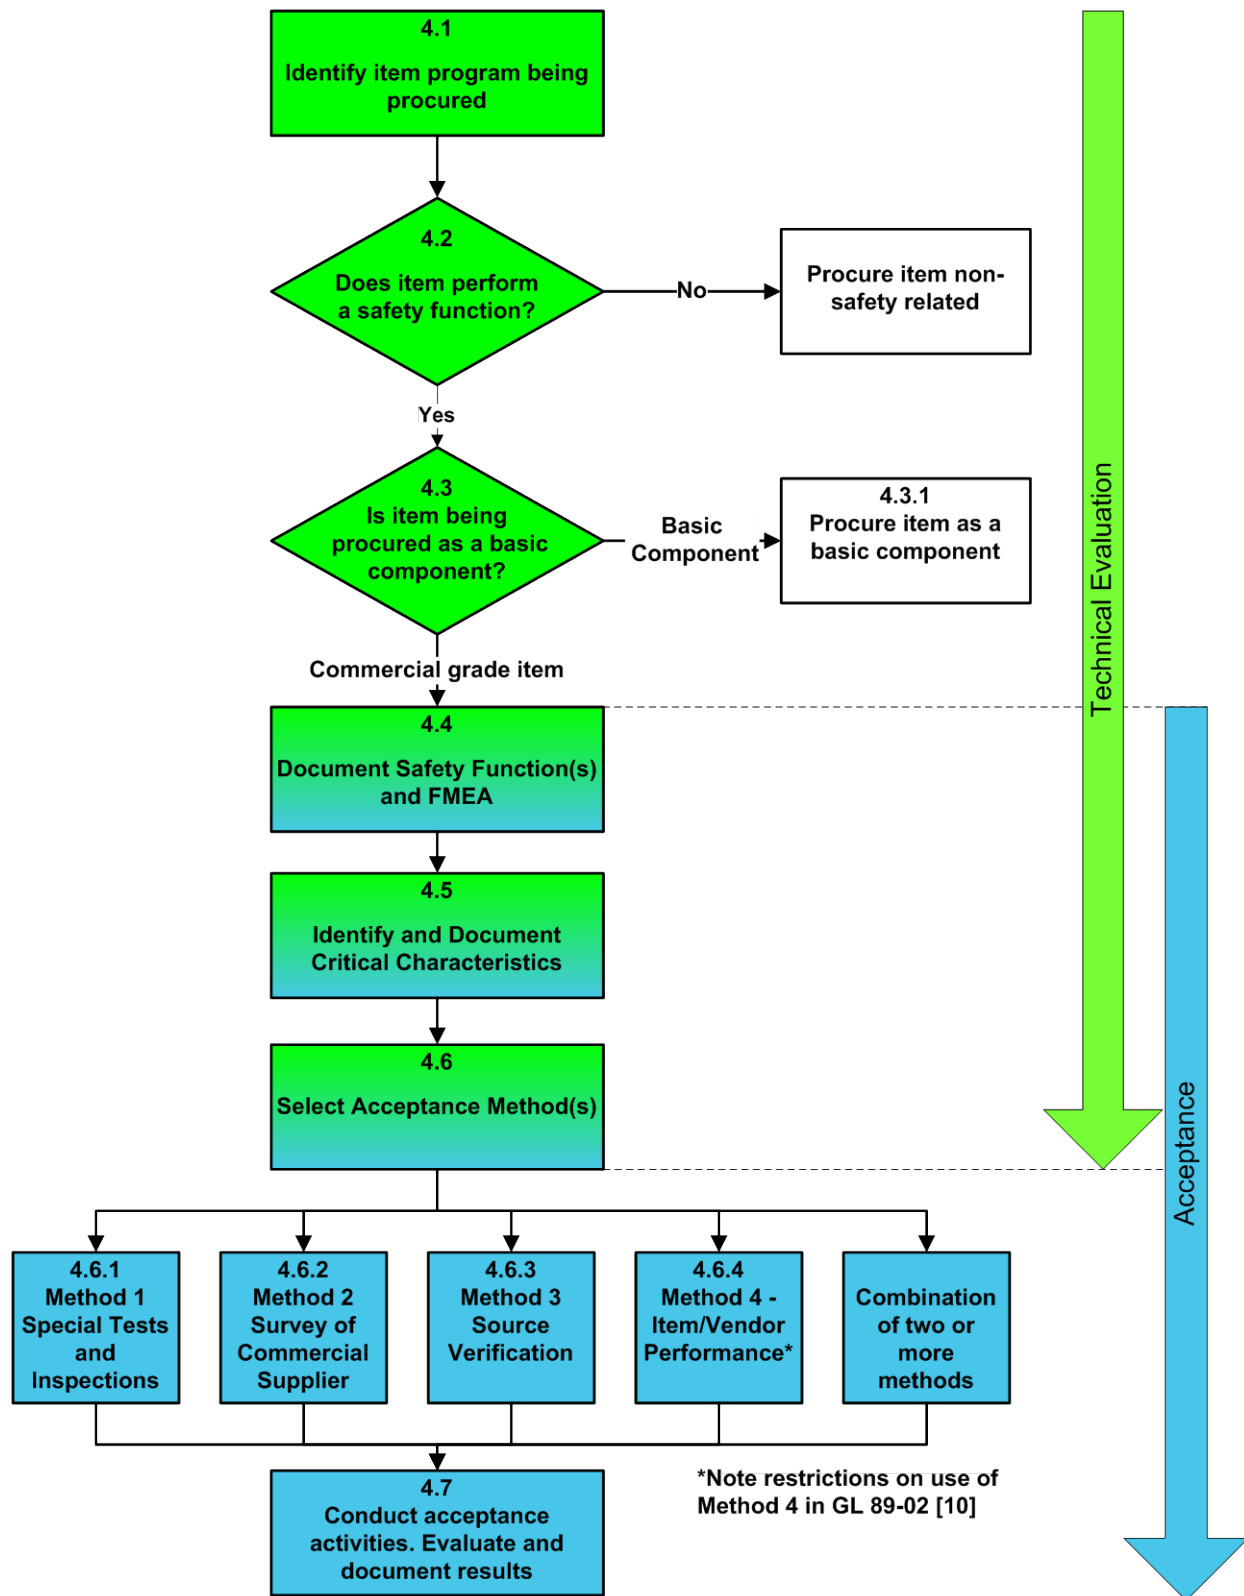 4.1
Identify item program being
procured
4.2
Does item perform
a safety function?
No
Procure item non-
safety related
Yes
4.3
Is item being
procured as a basic
component?
Basic
Component
4.3.1
Procure item as a
basic component
Commercial grade item
4.4
Document Safety Function(s)
and FMEA
4.5
Identify and Document
Critical Characteristics
4.6
Select Acceptance Method(s)
Technical Evaluation
Acceptance
4.6.1
Method 1
Special Tests
and
Inspections
4.6.2
Method 2
Survey of
Commercial
Supplier
4.6.3
Method 3
Source
Verification
4.6.4
Method 4 -
Item/Vendor
Performance*
Combination
of two or
more
methods
4.7
Conduct acceptance
activities. Evaluate and
document results
*Note restrictions on use of
Method 4 in GL 89-02 [10]